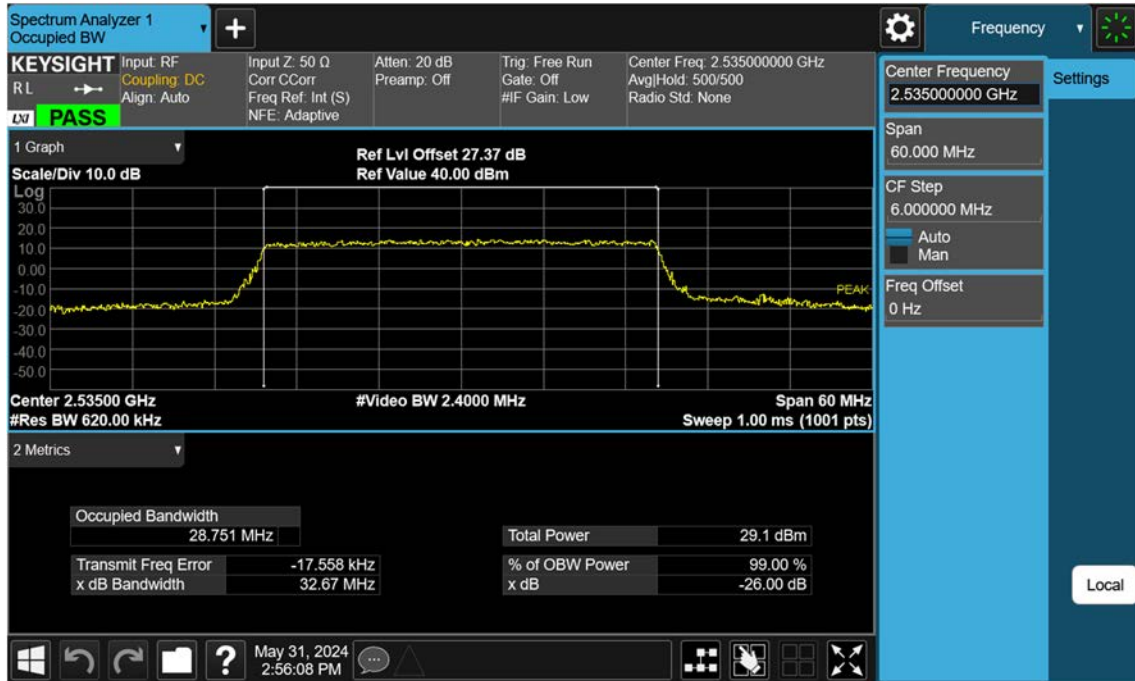 Spectrum Analyzer 1
Occupied BW
+
Frequency
KEYSIGHT
RL
LXI PASS
Input: RF
Coupling: DC
Align: Auto
Input Z: 50 Ω
Corr CCorr
Freq Ref: Int (S)
NFE: Adaptive
Atten: 20 dB
Preamp: Off
Trig: Free Run
Gate: Off
#IF Gain: Low
Center Freq: 2.535000000 GHz
Avg|Hold: 500/500
Radio Std: None
Center Frequency
2.535000000 GHz
Settings
Span
60.000 MHz
CF Step
6.000000 MHz
Auto
Man
Freq Offset
0 Hz
Local
1 Graph
Scale/Div 10.0 dB
Ref Lvl Offset 27.37 dB
Ref Value 40.00 dBm
Log
30.0
20.0
10.0
0.00
-10.0
PEAK
-20.0
-30.0
-40.0
-50.0
Center 2.53500 GHz
#Video BW 2.4000 MHz
Span 60 MHz
#Res BW 620.00 kHz
Sweep 1.00 ms (1001 pts)
2 Metrics
Occupied Bandwidth
28.751 MHz
Total Power 29.1 dBm
Transmit Freq Error -17.558 kHz
% of OBW Power 99.00 %
x dB Bandwidth 32.67 MHz
x dB -26.00 dB
?
May 31, 2024
2:56:08 PM